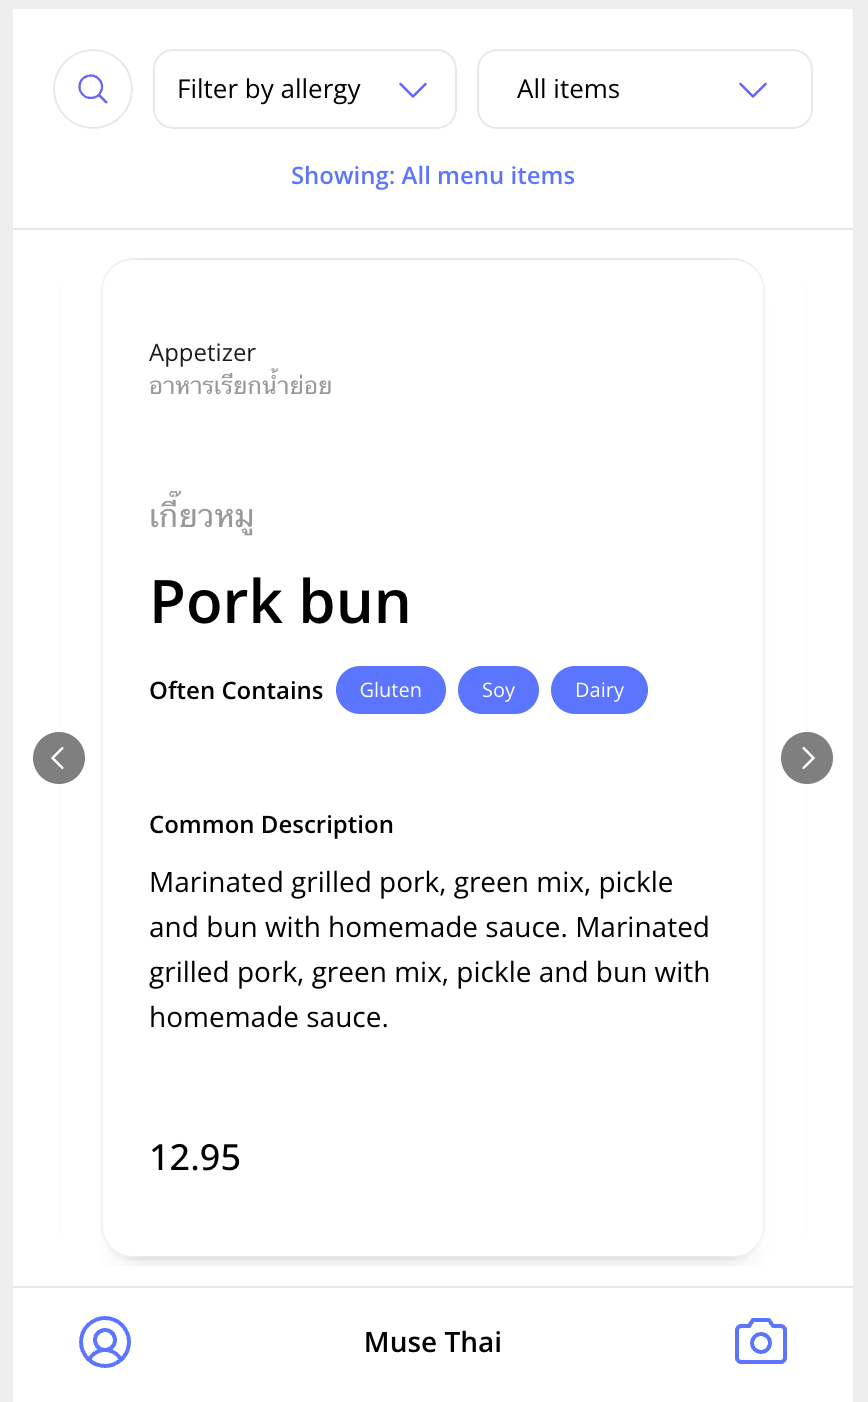 Filter by allergy
All items
Showing: All menu items
Appetizer
อาหารเรียกน้ำย่อย
เกี๊ยวหมู
Pork bun
Often Contains Gluten Soy Dairy
Common Description
Marinated grilled pork, green mix, pickle
and bun with homemade sauce. Marinated
grilled pork, green mix, pickle and bun with
homemade sauce.
12.95
Muse Thai